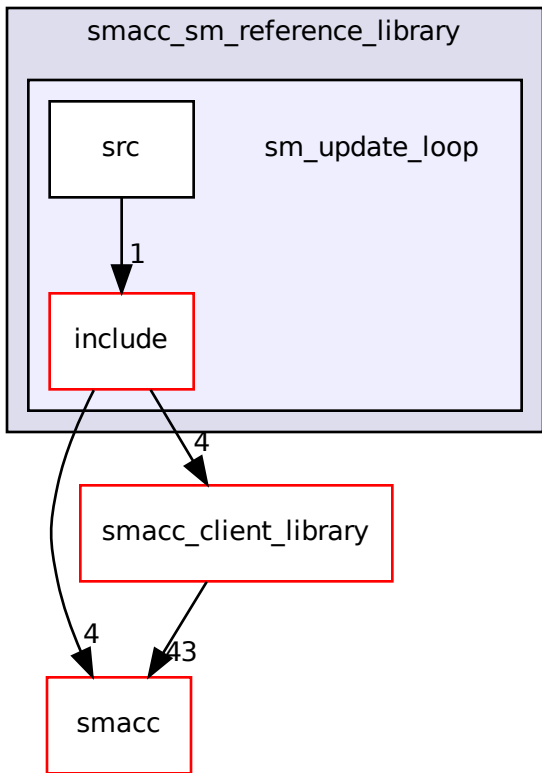 smacc_sm_reference_library
src
sm_update_loop
1
include
4
smacc_client_library
4
43
smacc